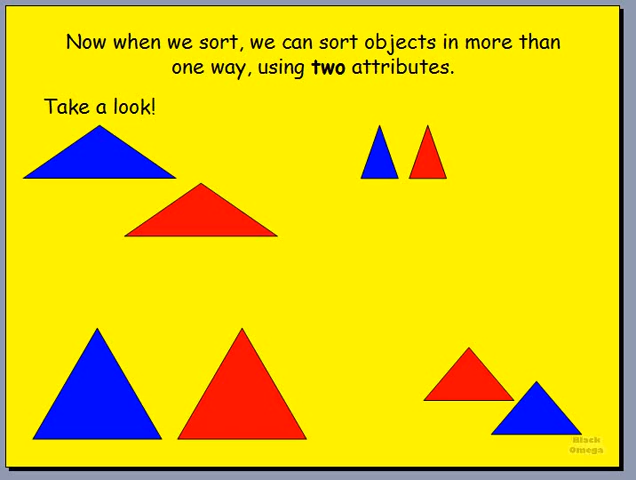 Now when we sort, we can sort objects in more than
one way, using two attributes.
Take a look!
Black
Omega